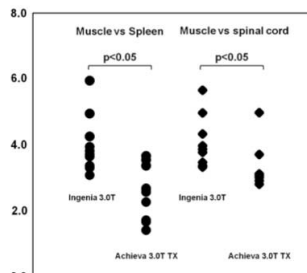 8.0
Muscle vs Spleen
Muscle vs spinal cord
p<0.05
p<0.05
6.0
4.0
Ingenia 3.0T
Ingenia 3.0T
2.0
Achieva 3.0T TX
Achieva 3.0T TX